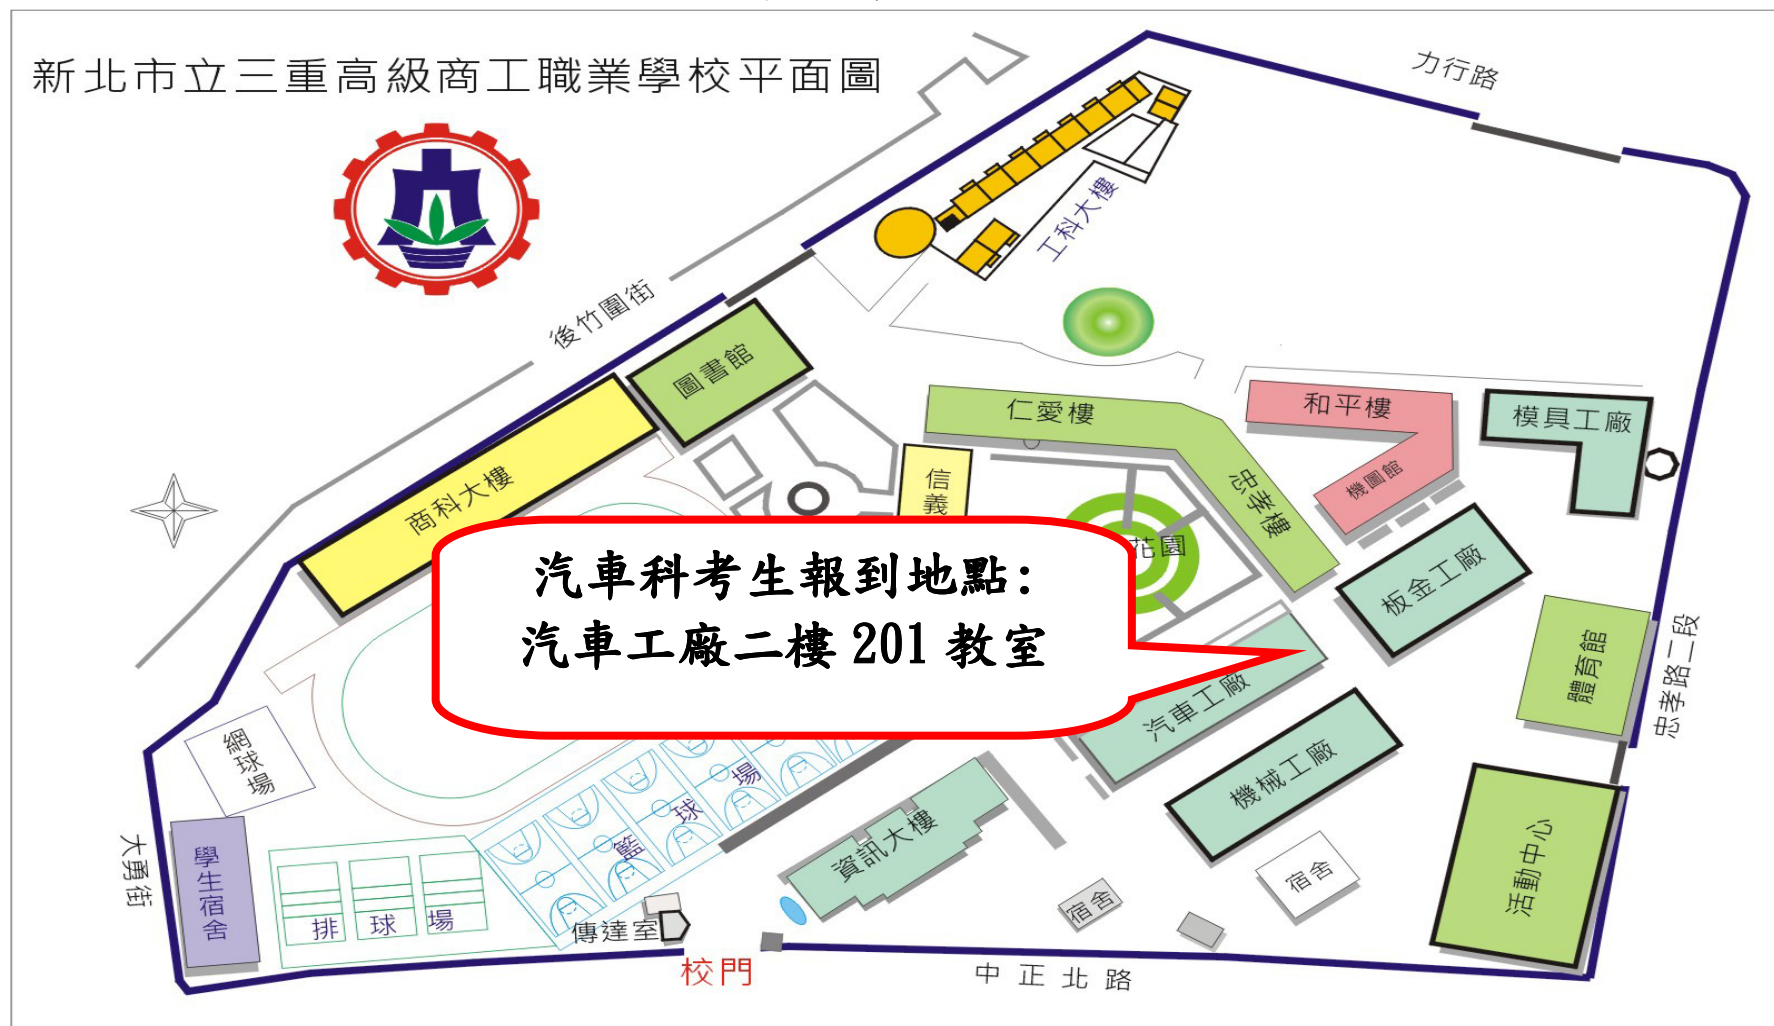 新北市立三重高級商工職業學校平面圖
力行路
工科大樓
後竹圍街
圖書館
仁愛樓
和平樓
模具工廠
商科大樓
信義
忠孝樓
機圖館
花園
板金工廠
汽車科考生報到地點:
汽車工廠二樓 201 教室
體育館
忠孝路二段
汽車工廠
網球場
機械工廠
籃球場
資訊大樓
大勇街
學生宿舍
活動中心
宿舍
宿舍
排球場
傳達室
校門
中正北路